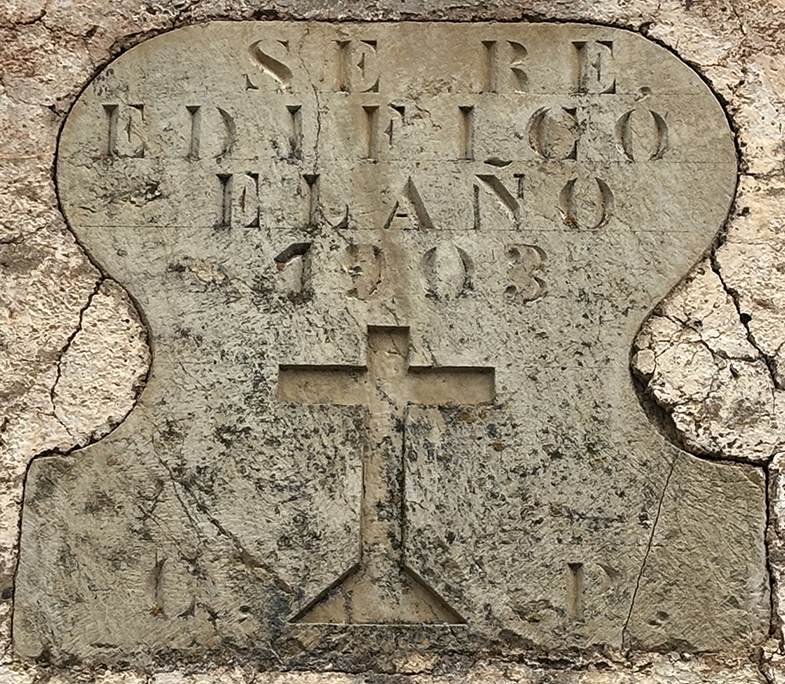 SE RE
EDIFICÓ
EL AÑO
1903